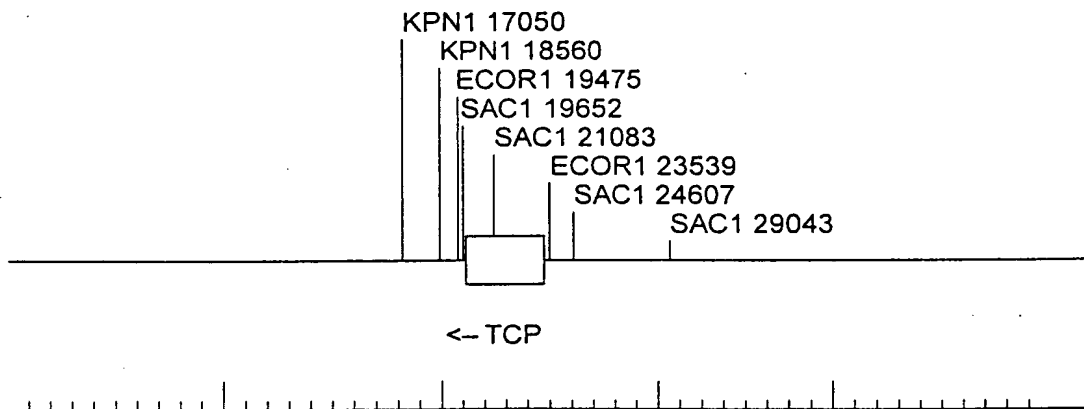 KPN1 17050
KPN1 18560
ECOR1 19475
SAC1 19652
SAC1 21083
ECOR1 23539
SAC1 24607
SAC1 29043
<-- TCP